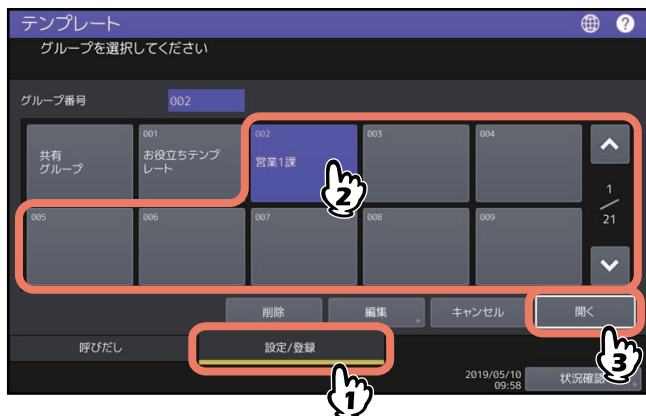 テンプレート
?
グループを選択してください
グループ番号
002
共有
グループ
001
お役立ちテンプ
レート
002
営業1課
003
004
005
006
007
008
009
1
21
2
削除
編集
キャンセル
開く
3
呼びだし
設定/登録
1
2019/05/10
09:58
状況確認